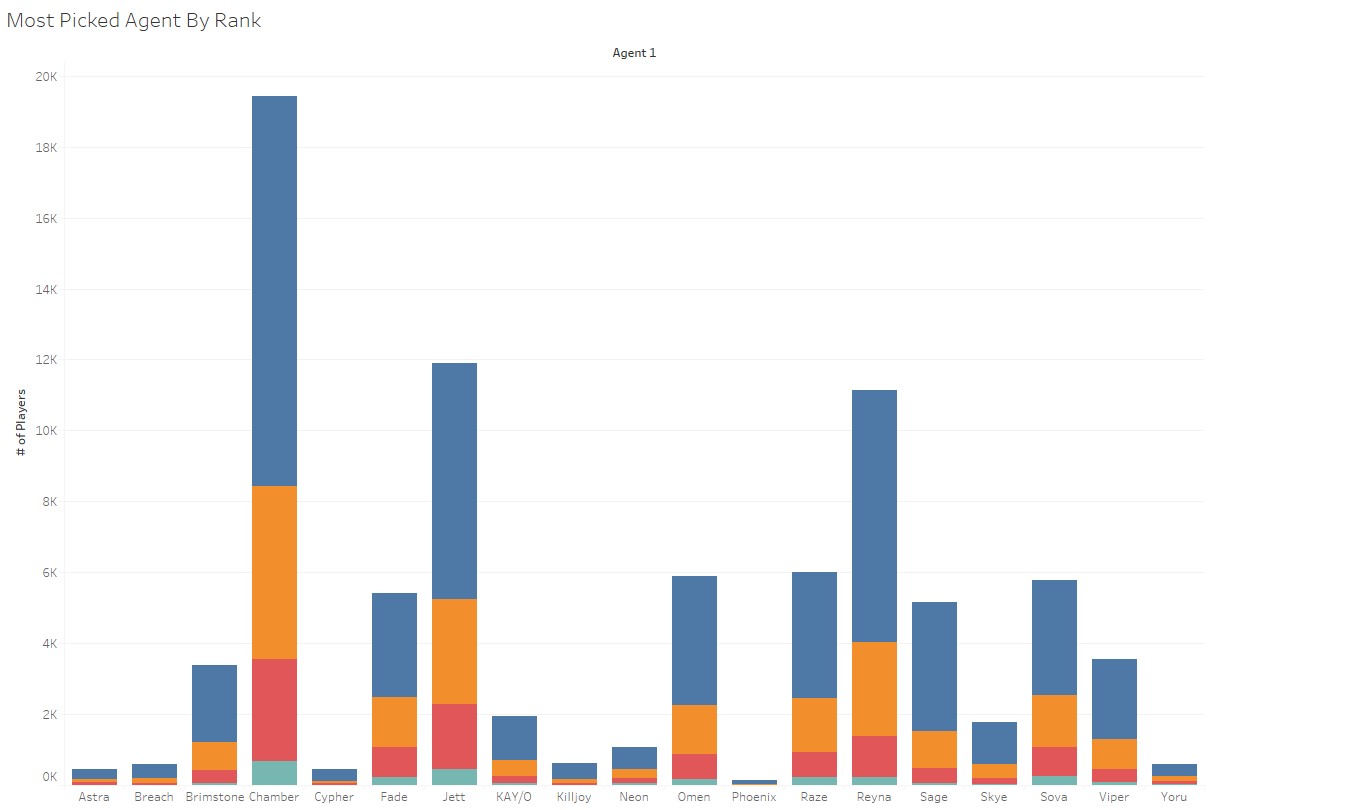 Most Picked Agent By Rank
Agent 1
20K
18K
16K
14K
12K
10K
8K
6K
4K
2K
0K
# of Players
Astra Breach Brimstone Chamber Cypher Fade Jett KAY/O Killjoy Neon Omen Phoenix Raze Reyna Sage Skye Sova Viper Yoru